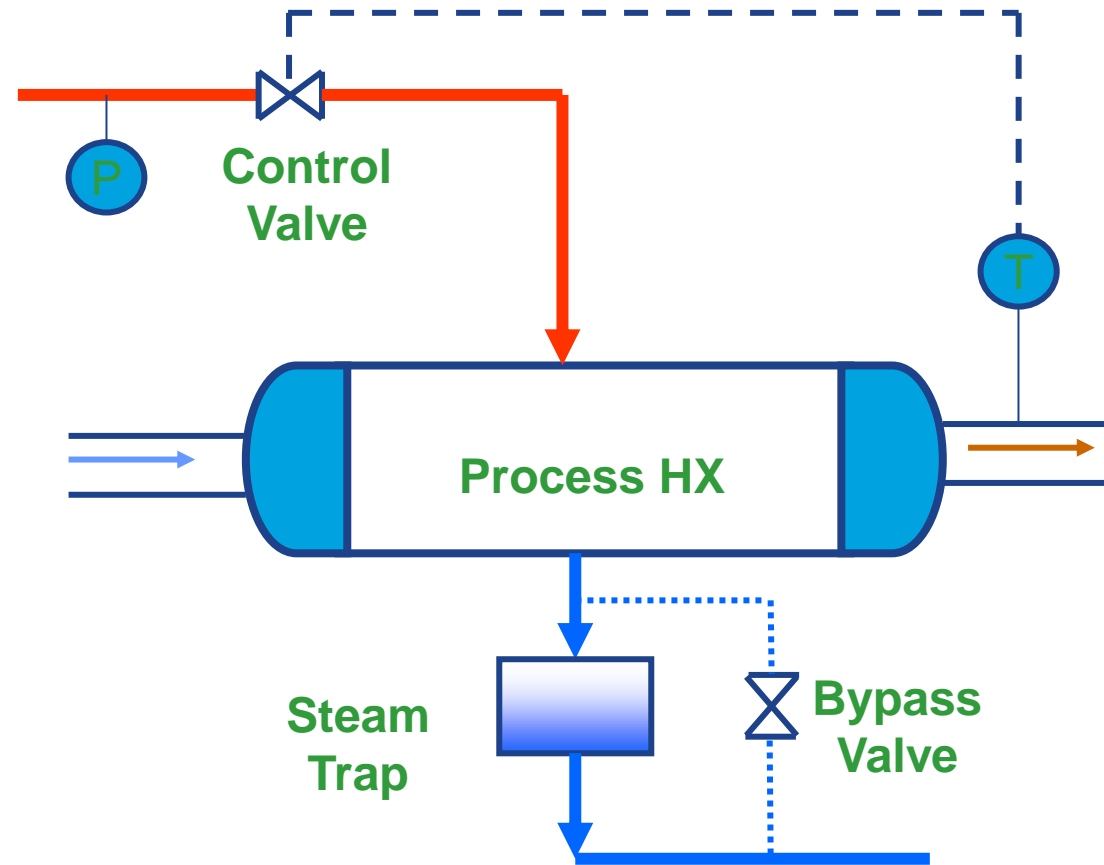 P
Control
Valve
T
Process HX
Steam
Trap
Bypass
Valve